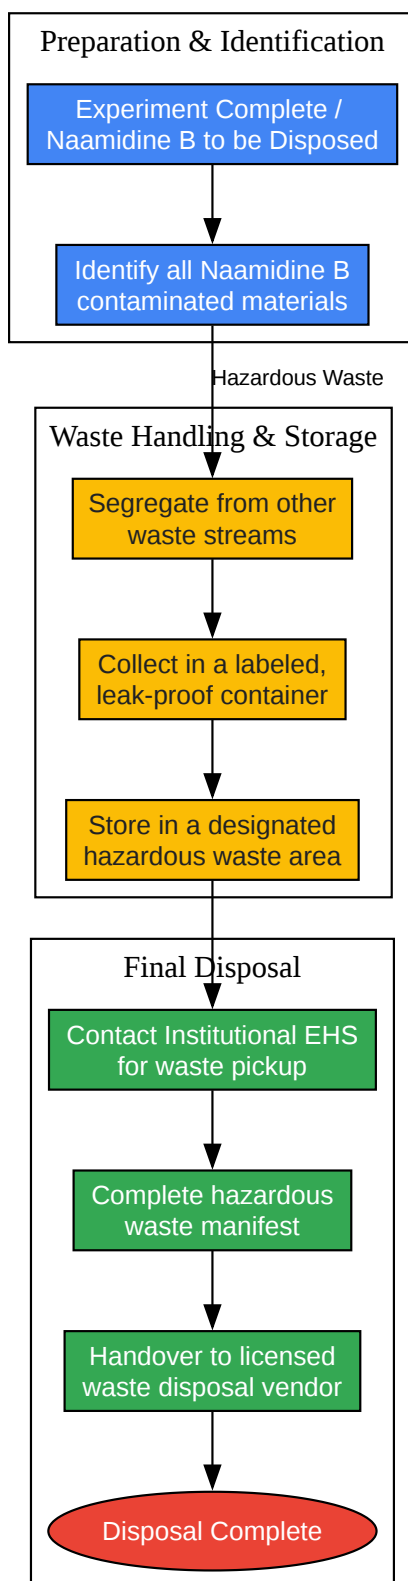 Preparation & Identification
Experiment Complete /
Naamidine B to be Disposed
Identify all Naamidine B
contaminated materials
Hazardous Waste
Waste Handling & Storage
Segregate from other
waste streams
Collect in a labeled,
leak-proof container
Store in a designated
hazardous waste area
Final Disposal
Contact Institutional EHS
for waste pickup
Complete hazardous
waste manifest
Handover to licensed
waste disposal vendor
Disposal Complete